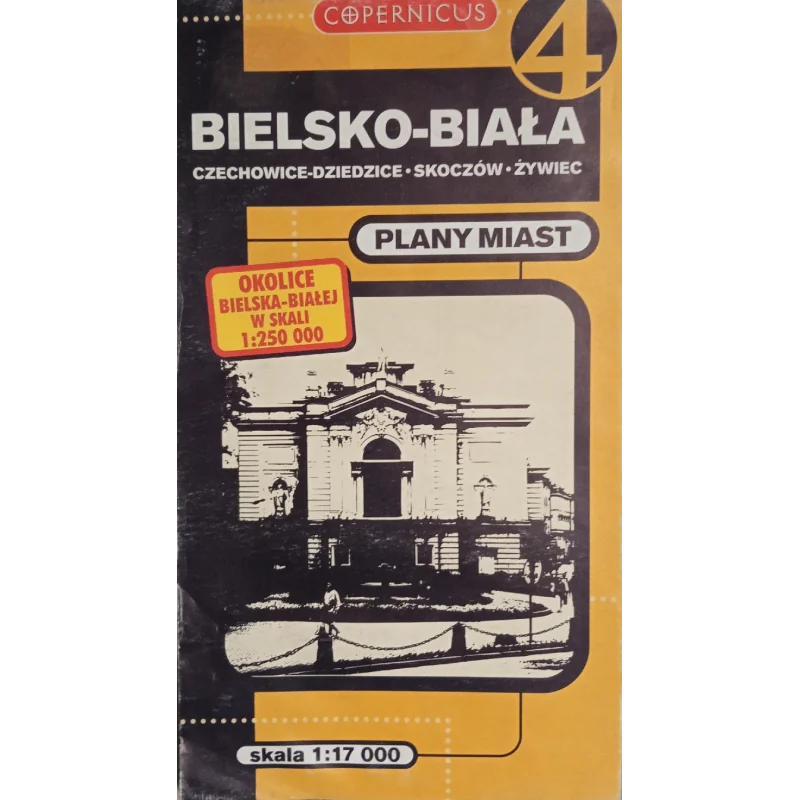 COPERNICUS
4
BIELSKO-BIAŁA
CZECHOWICE-DZIEDZICE • SKOCZÓW • ŻYWIEC
PLANY MIAST
OKOLICE
BIELSKA-BIAŁEJ
W SKALI
1:250 000
skala 1:17 000